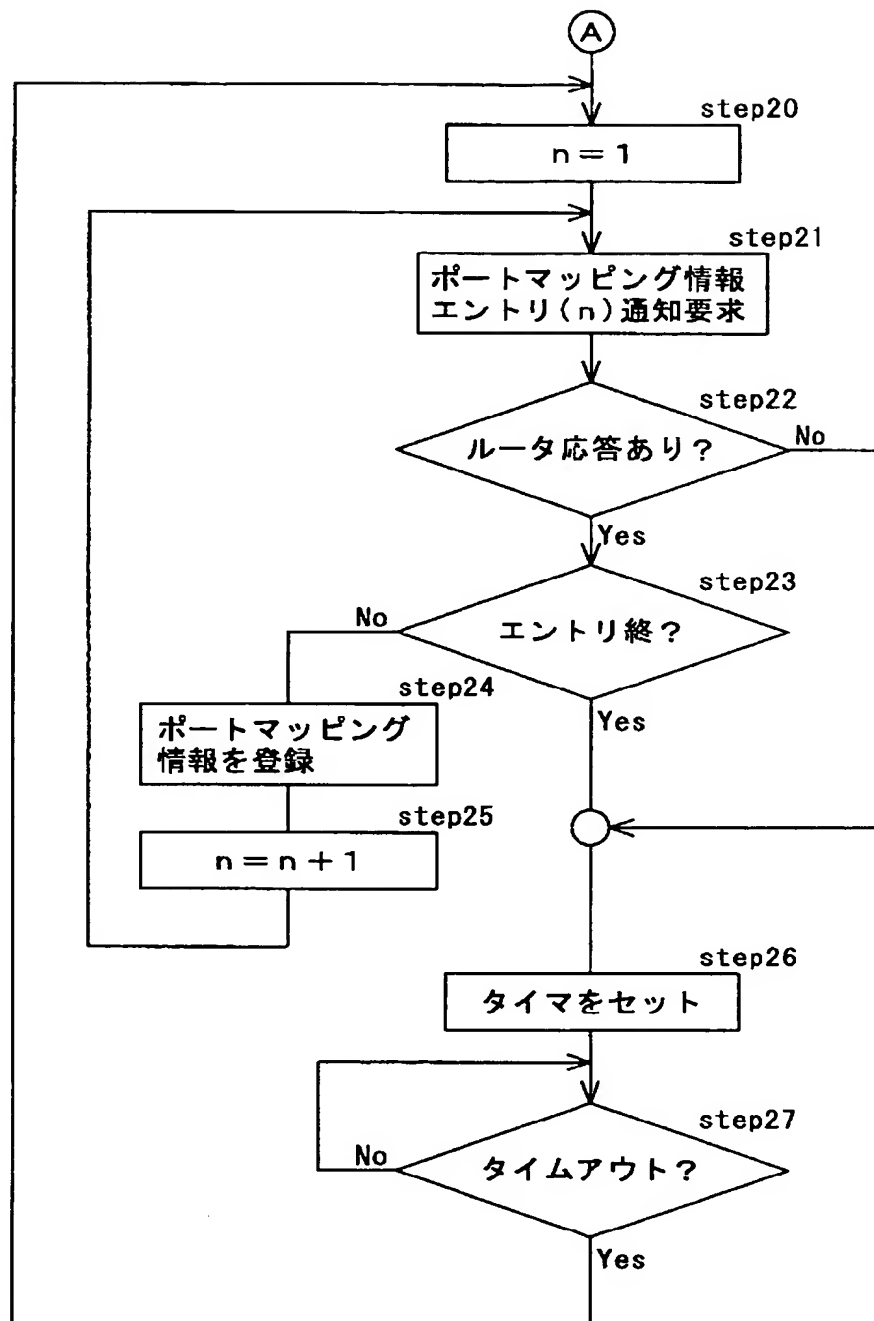 A
step20
n=1
step21
ポートマッピング情報
エントリ(n)通知要求
step22
ルータ応答あり?
No
Yes
step23
No
エントリ終?
step24
Yes
ポートマッピング
情報を登録
step25
n=n+1
step26
タイマをセット
step27
No
タイムアウト?
Yes